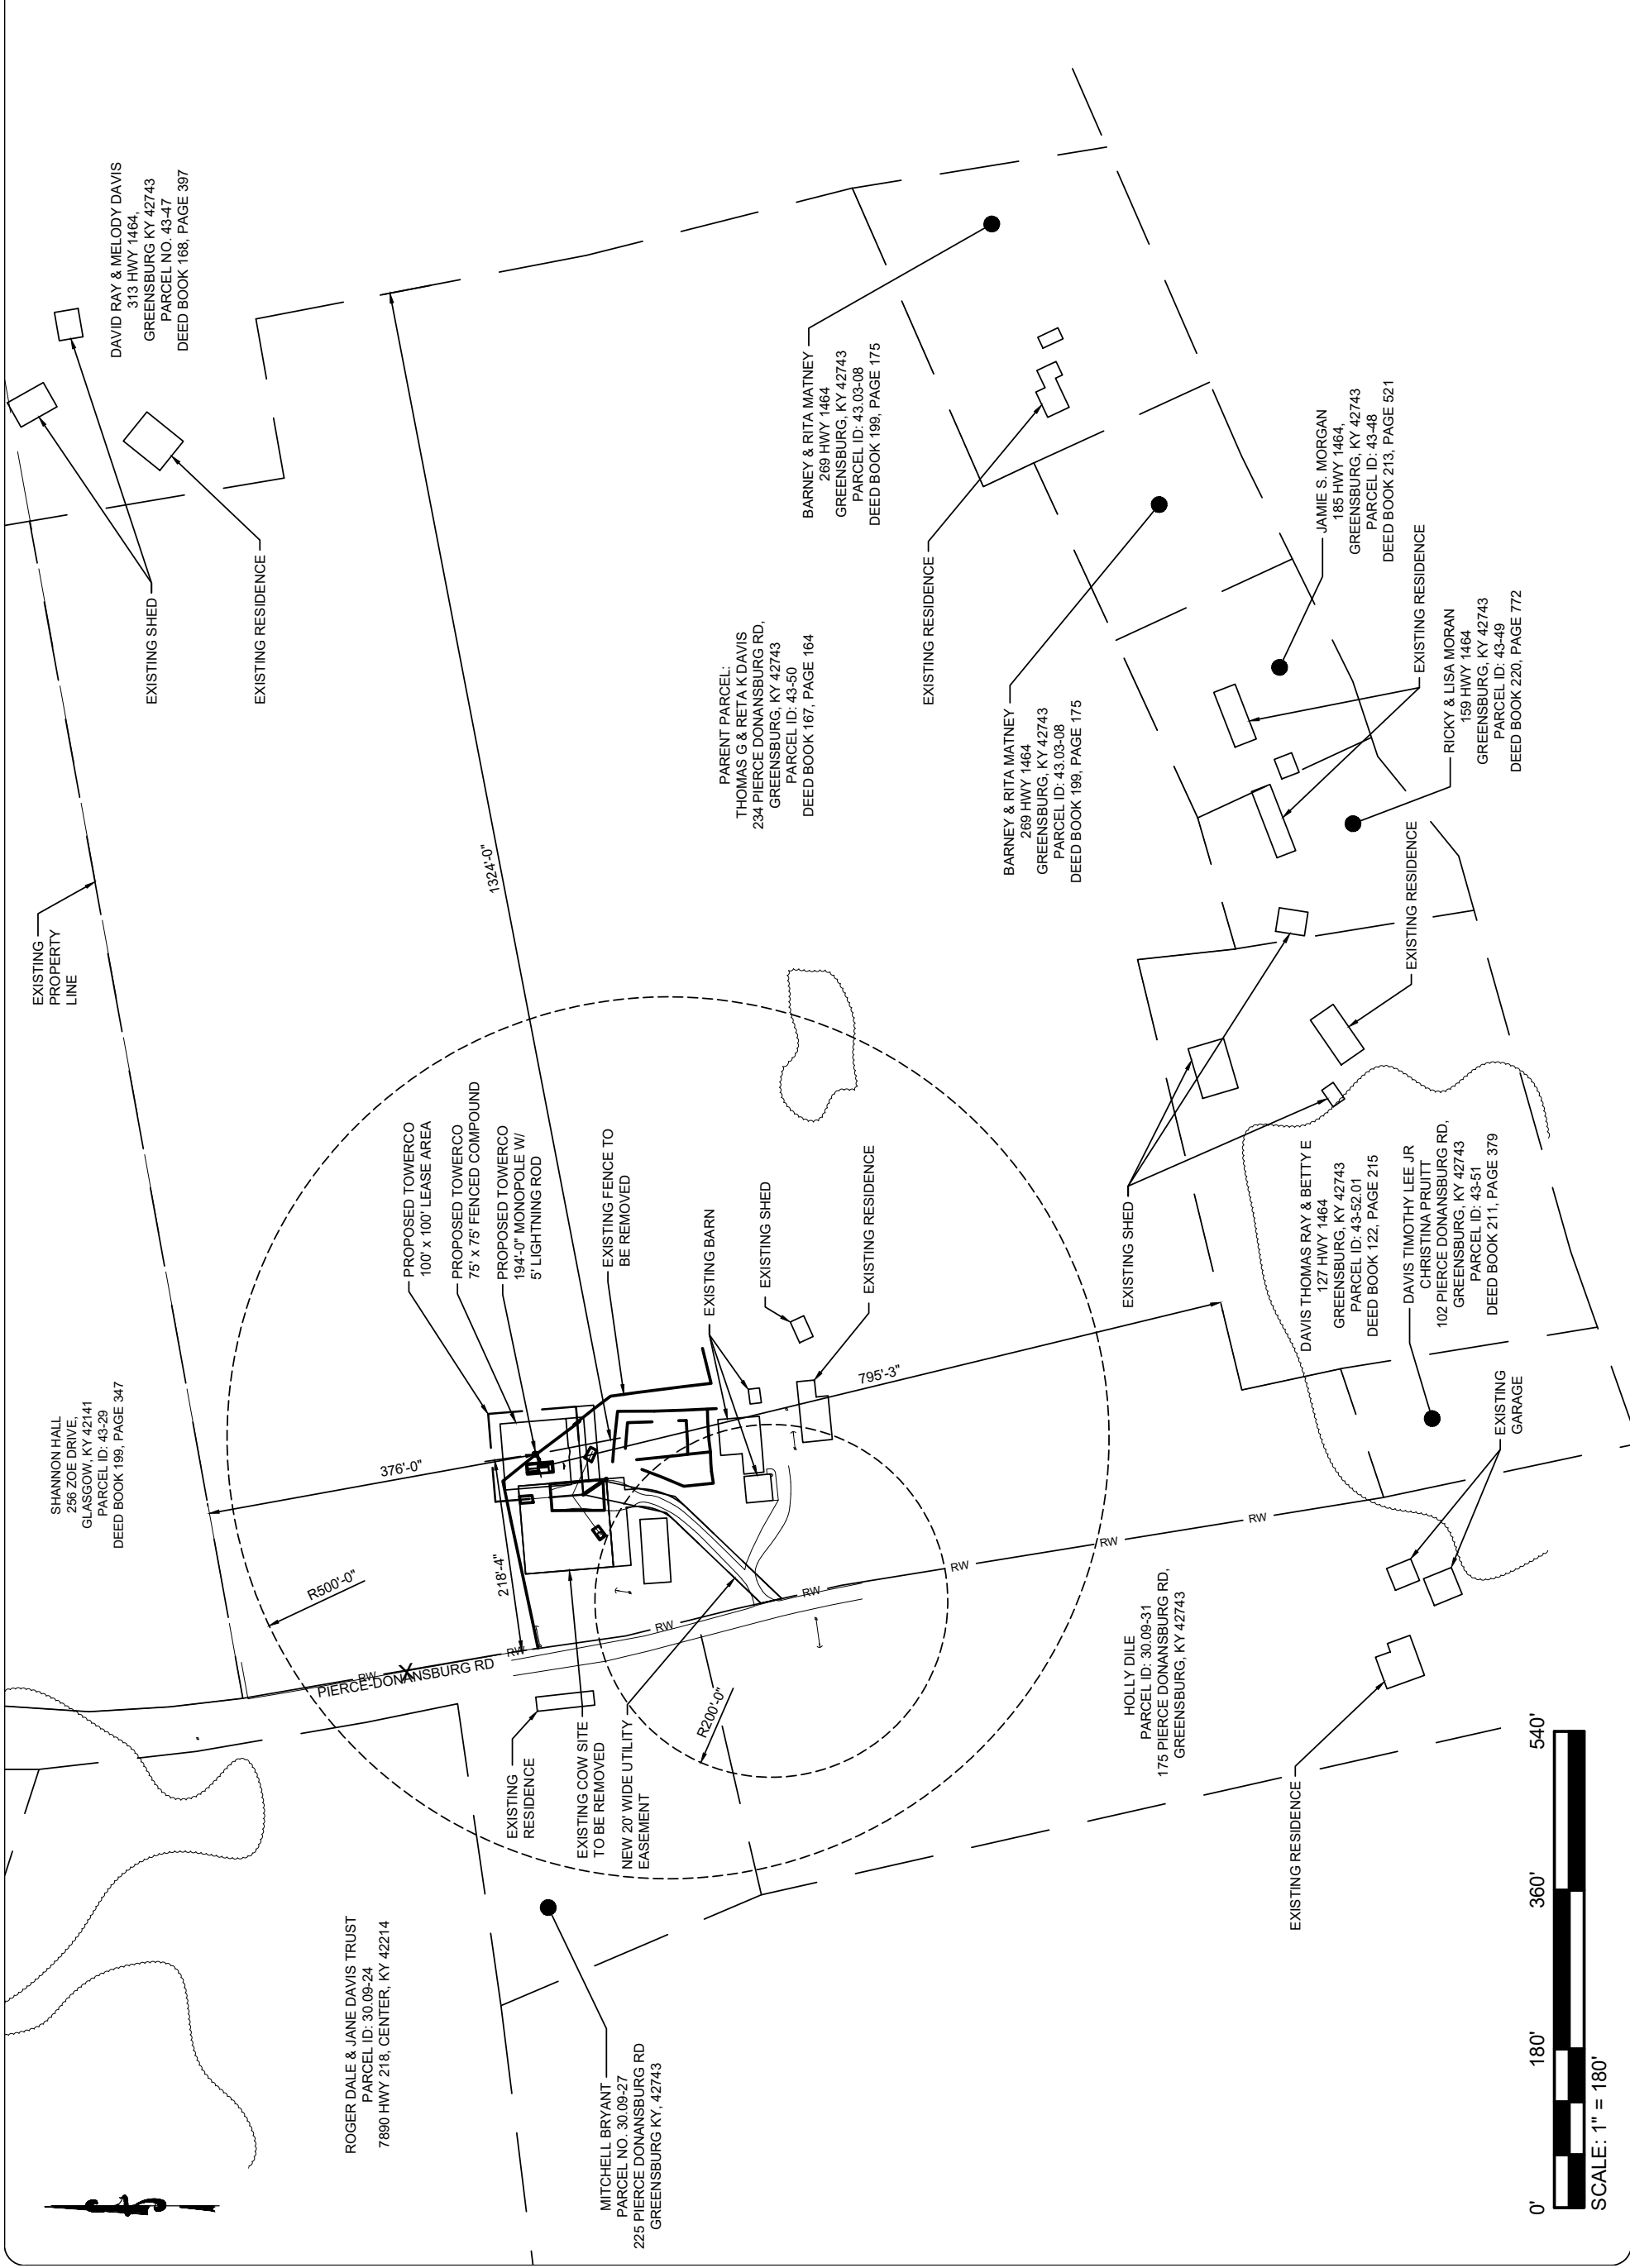 SHANNON HALL
256 ZOE DRIVE,
GLASGOW, KY 42141
PARCEL ID: 43-29
DEED BOOK 199, PAGE 347
EXISTING
PROPERTY
LINE
DAVID RAY & MELODY DAVIS
313 HWY 1464,
GREENSBURG KY 42743
PARCEL NO. 43-47
DEED BOOK 168, PAGE 397
EXISTING SHED
EXISTING RESIDENCE
ROGER DALE & JANE DAVIS TRUST
PARCEL ID: 30.09-24
7890 HWY 218, CENTER, KY 42214
R500'-0"
376'-0"
1324'-0"
PROPOSED TOWERCO
100' x 100' LEASE AREA
PROPOSED TOWERCO
75' x 75' FENCED COMPOUND
PROPOSED TOWERCO
194'-0" MONOPOLE W/
5' LIGHTNING ROD
EXISTING FENCE TO
BE REMOVED
RW
X
PIERCE-DONANSBURG RD
218'-4"
RW
RW
RW
RW
RW
RW
EXISTING
RESIDENCE
EXISTING COW SITE
TO BE REMOVED
NEW 20' WIDE UTILITY
EASEMENT
R200'-0"
MITCHELL BRYANT
PARCEL NO. 30.09-27
225 PIERCE DONANSBURG RD
GREENSBURG KY, 42743
EXISTING BARN
EXISTING SHED
EXISTING RESIDENCE
795'-3"
PARENT PARCEL:
THOMAS G & RETA K DAVIS
234 PIERCE DONANSBURG RD,
GREENSBURG, KY 42743
PARCEL ID: 43-50
DEED BOOK 167, PAGE 164
BARNEY & RITA MATNEY
269 HWY 1464
GREENSBURG, KY 42743
PARCEL ID: 43.03-08
DEED BOOK 199, PAGE 175
EXISTING RESIDENCE
BARNEY & RITA MATNEY
269 HWY 1464
GREENSBURG, KY 42743
PARCEL ID: 43.03-08
DEED BOOK 199, PAGE 175
HOLLY DILE
PARCEL ID: 30.09-31
175 PIERCE DONANSBURG RD,
GREENSBURG, KY 42743
EXISTING SHED
EXISTING RESIDENCE
DAVIS THOMAS RAY & BETTY E
127 HWY 1464
GREENSBURG, KY 42743
PARCEL ID: 43-52.01
DEED BOOK 122, PAGE 215
DAVIS TIMOTHY LEE JR
CHRISTINA PRUITT
102 PIERCE DONANSBURG RD,
GREENSBURG, KY 42743
PARCEL ID: 43-51
DEED BOOK 211, PAGE 379
EXISTING
GARAGE
EXISTING RESIDENCE
JAMIE S. MORGAN
185 HWY 1464,
GREENSBURG, KY 42743
PARCEL ID: 43-48
DEED BOOK 213, PAGE 521
EXISTING RESIDENCE
RICKY & LISA MORAN
159 HWY 1464
GREENSBURG, KY 42743
PARCEL ID: 43-49
DEED BOOK 220, PAGE 772
0' 180' 360' 540'
SCALE: 1" = 180'